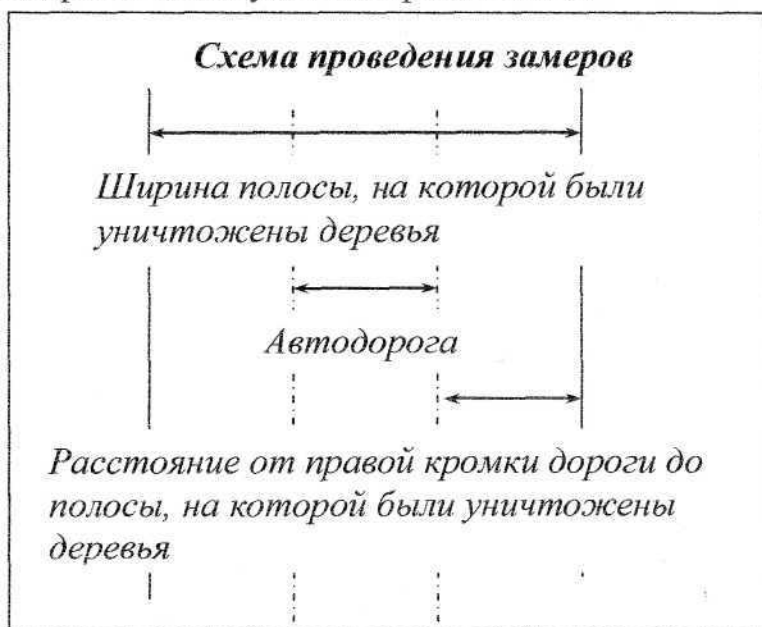 Схема проведения замеров
Ширина полосы, на которой были
уничтожены деревья
Автодорога
Расстояние от правой кромки дороги до
полосы, на которой были уничтожены
деревья